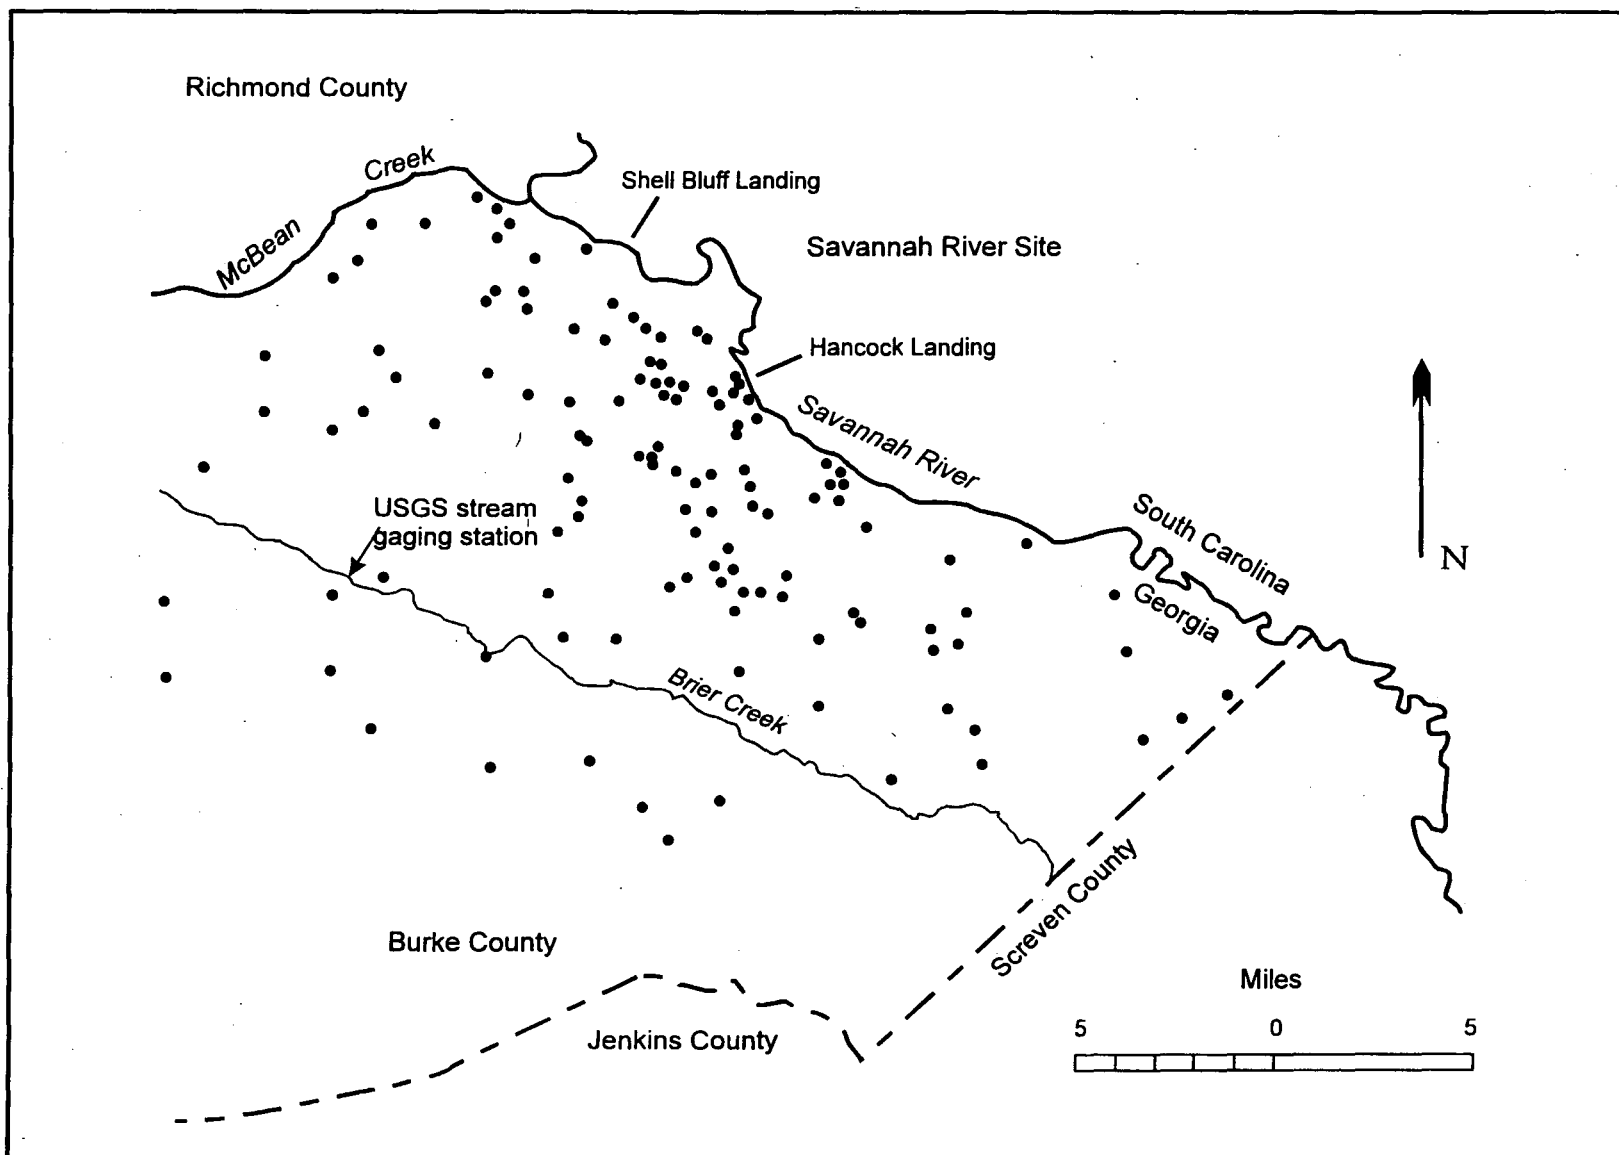 Richmond County
Creek
McBean
Shell Bluff Landing
Savannah River Site
Hancock Landing
Savannah River
USGS stream
gaging station
South Carolina
Georgia
N
Brier Creek
Screven County
Burke County
Jenkins County
Miles
5 0 5